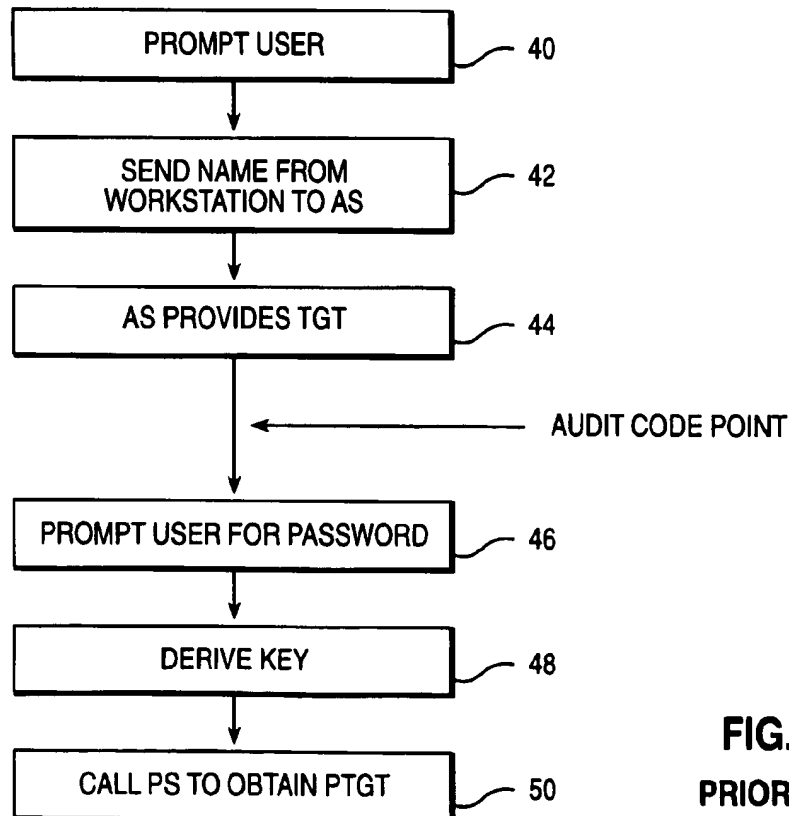 PROMPT USER
40
SEND NAME FROM
WORKSTATION TO AS
42
AS PROVIDES TGT
44
AUDIT CODE POINT
PROMPT USER FOR PASSWORD
46
DERIVE KEY
48
CALL PS TO OBTAIN PTGT
50
FIG.
PRIOR